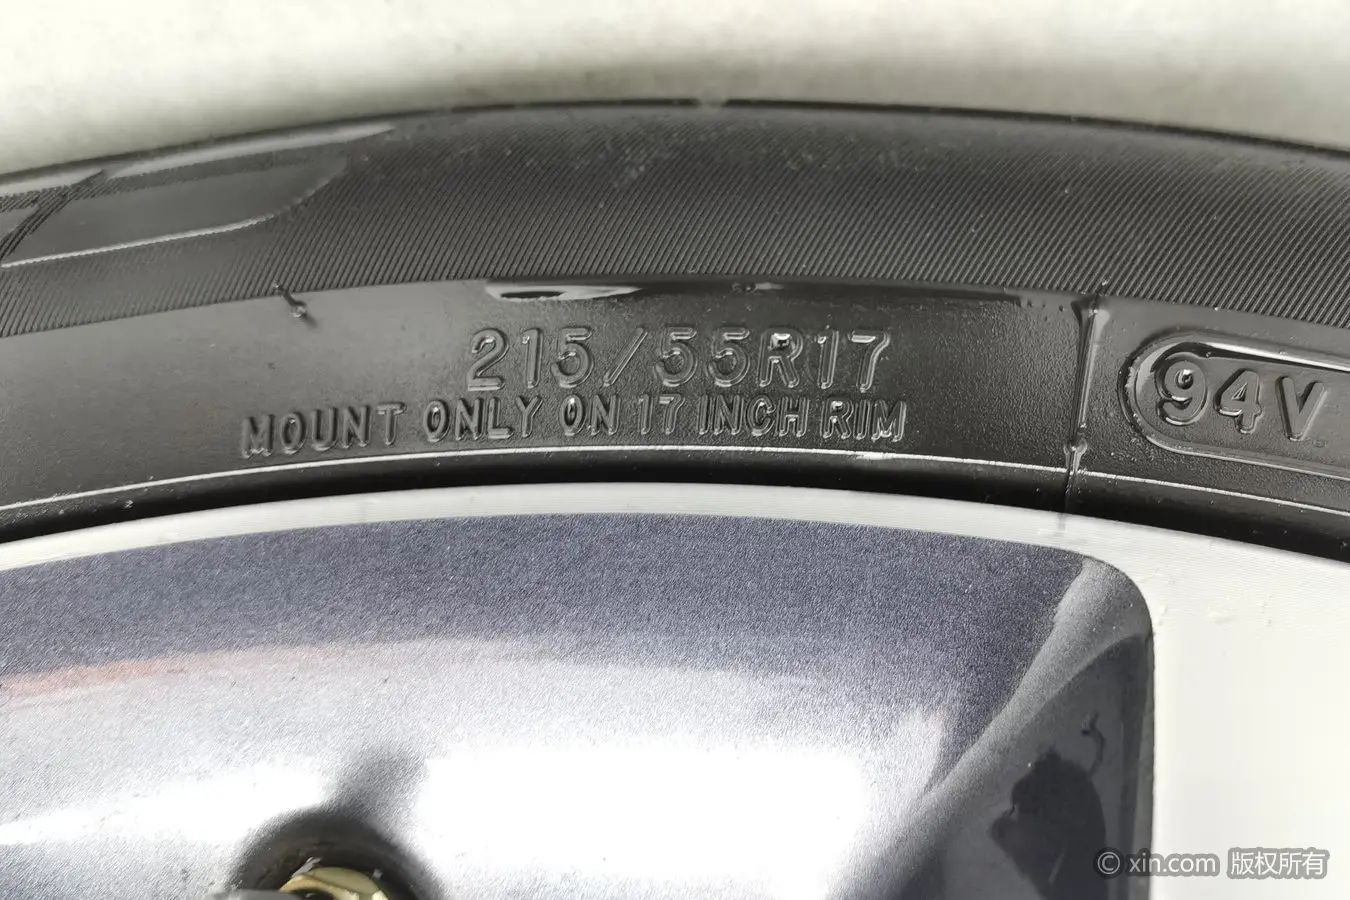 215/55R17
MOUNT ONLY ON 17 INCH RIM
94V
© xin.com 版权所有